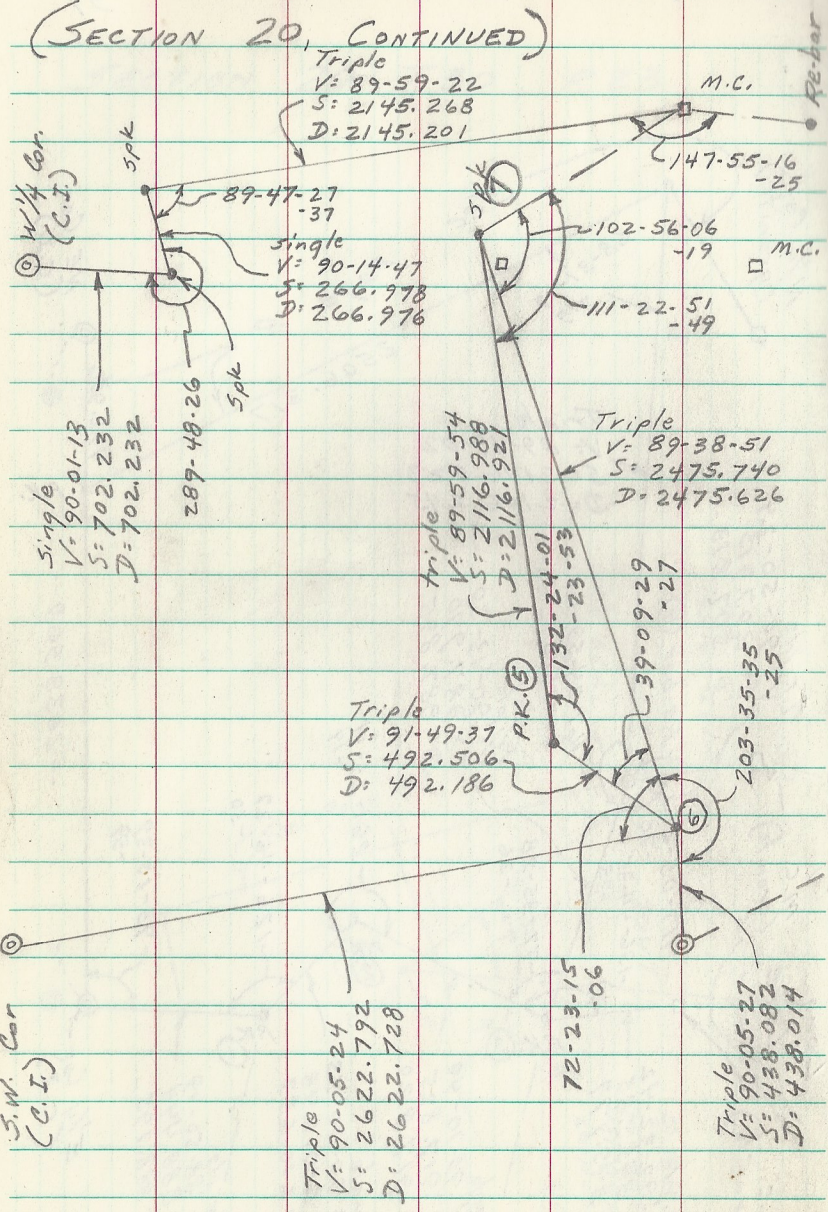 (SECTION 20, CONTINUED)
Triple
V= 89-59-22
S: 2145.268
D: 2145.201
M.C.
Re-bar
147-55-16
-25
Spk
W 1/4 Cor.
(C.I.)
89-47-27
-37
single
V= 90-14-47
S: 266.978
D: 266.976
Spk
289-48-26
Single
V= 90-01-13
S= 702.232
D= 702.232
Spk 7
102-56-06
-19
M.C.
111-22-51
-49
Triple
V= 89-38-51
S: 2475.740
D= 2475.626
triple
V= 89-59-54
S= 2116.988
D= 2116.921
132-24-01
-23-53
39-09-29
-27
P.K. 5
203-35-35
-25
Triple
V= 91-49-37
S= 492.506
D: 492.186
6
72-23-15
-06
S.W. Cor
(C.I.)
Triple
V= 90-05-24
S= 2622.792
D: 2622.728
Triple
V= 90-05-27
S= 438.082
D= 438.014